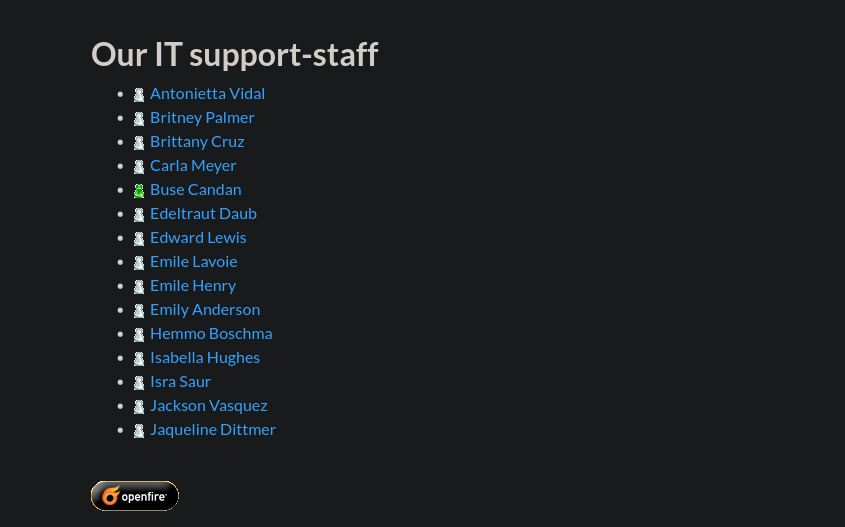 Our IT support-staff
Antonietta Vidal
Britney Palmer
Brittany Cruz
Carla Meyer
Buse Candan
Edeltraut Daub
Edward Lewis
Emile Lavoie
Emile Henry
Emily Anderson
Hemmo Boschma
Isabella Hughes
Isra Saur
Jackson Vasquez
Jaqueline Dittmer
openfire